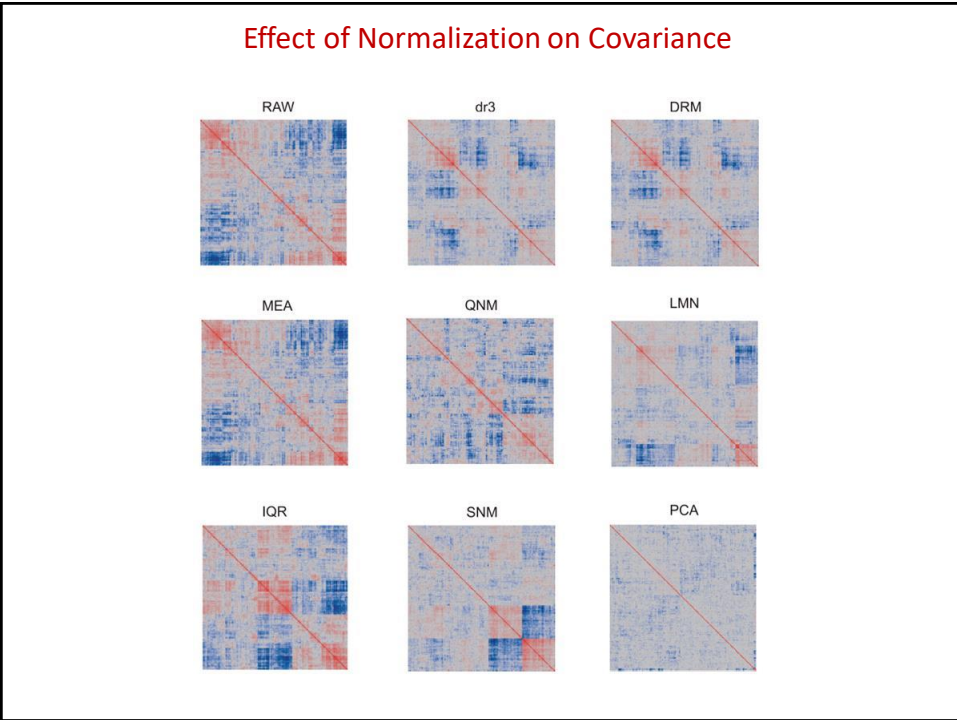 Effect of Normalization on Covariance
RAW
dr3
DRM
MEA
QNM
LMN
IQR
SNM
PCA